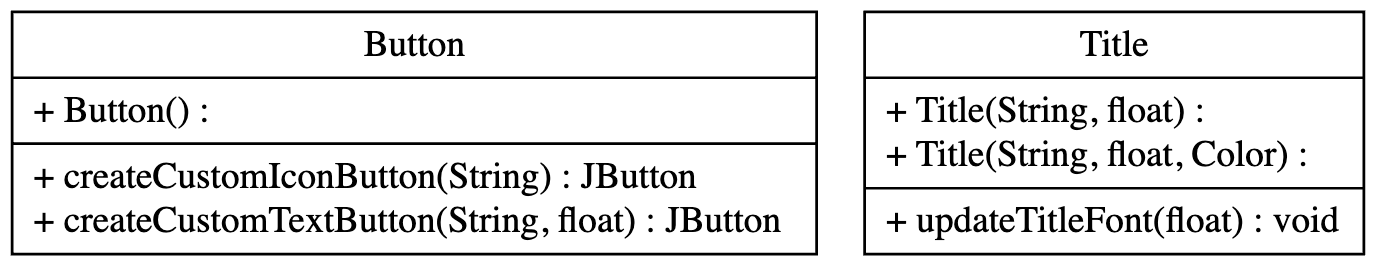 Button
+ Button() :
+ createCustomIconButton(String) : JButton
+ createCustomTextButton(String, float) : JButton
Title
+ Title(String, float) :
+ Title(String, float, Color) :
+ updateTitleFont(float) : void